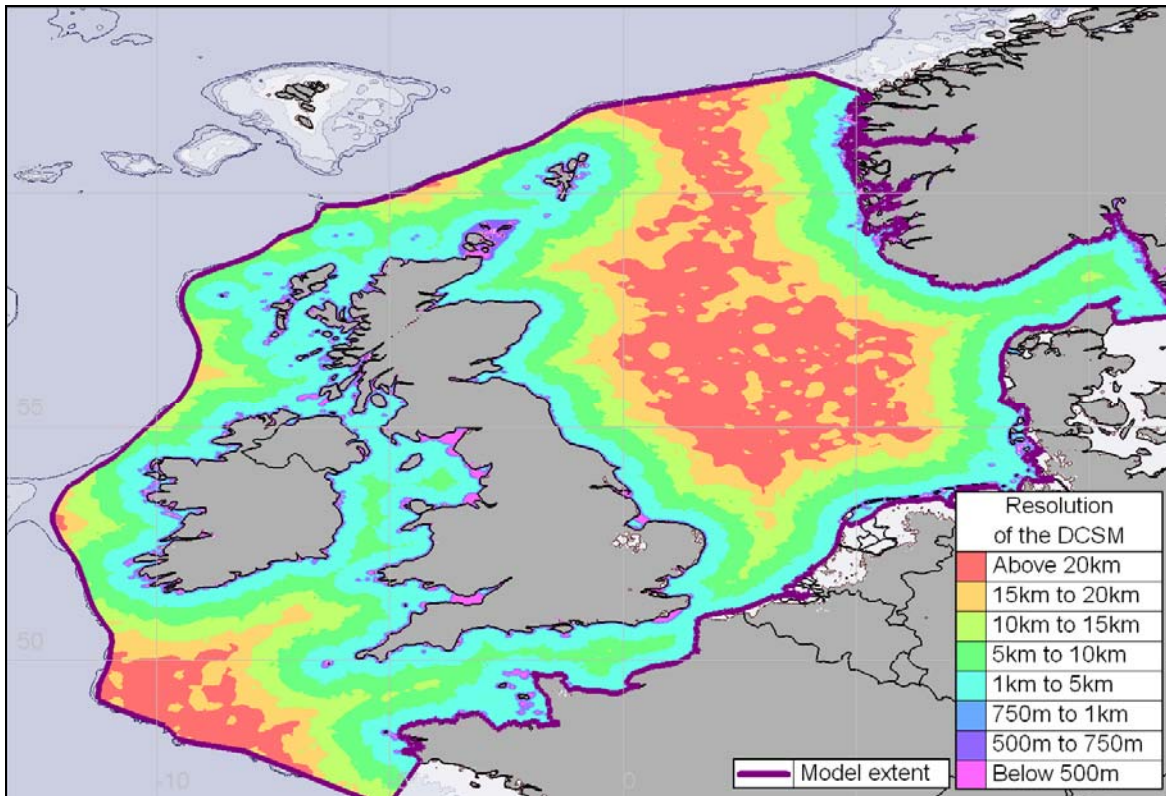 55
50
-10
0
Resolution
of the DCSM
Above 20km
15km to 20km
10km to 15km
5km to 10km
1km to 5km
750m to 1km
500m to 750m
Below 500m
Model extent